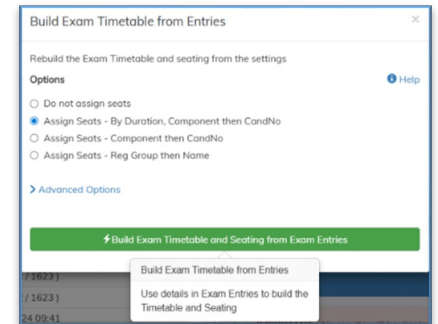 Build Exam Timetable from Entries
×
Rebuild the Exam Timetable and seating from the settings
Options
Help
Do not assign seats
Assign Seats - By Duration, Component then CandNo
Assign Seats - Component then CandNo
Assign Seats - Reg Group then Name
Advanced Options
Build Exam Timetable and Seating from Exam Entries
Build Exam Timetable from Entries
/ 1623 )
Use details in Exam Entries to build the
/ 1623 )
Timetable and Seating
24 09:41